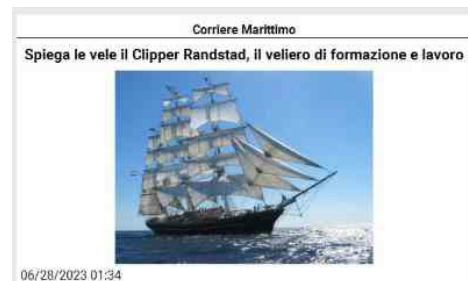 Corriere Marittimo
Spiega le vele il Clipper Randstad, il veliero di formazione e lavoro
06/28/2023 01:34